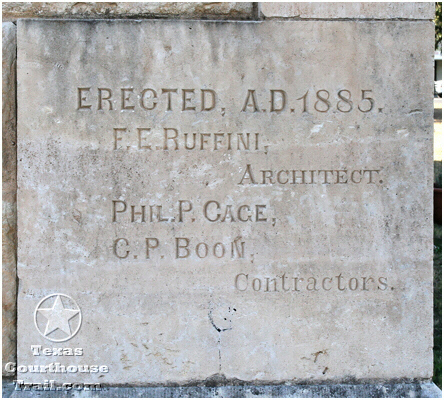 ERECTED, A.D. 1885.
F. E. RUFFINI,
ARCHITECT.
PHIL. P. CAGE,
C. P. BOON,
Contractors.
Texas
Courthouse
Trail.com